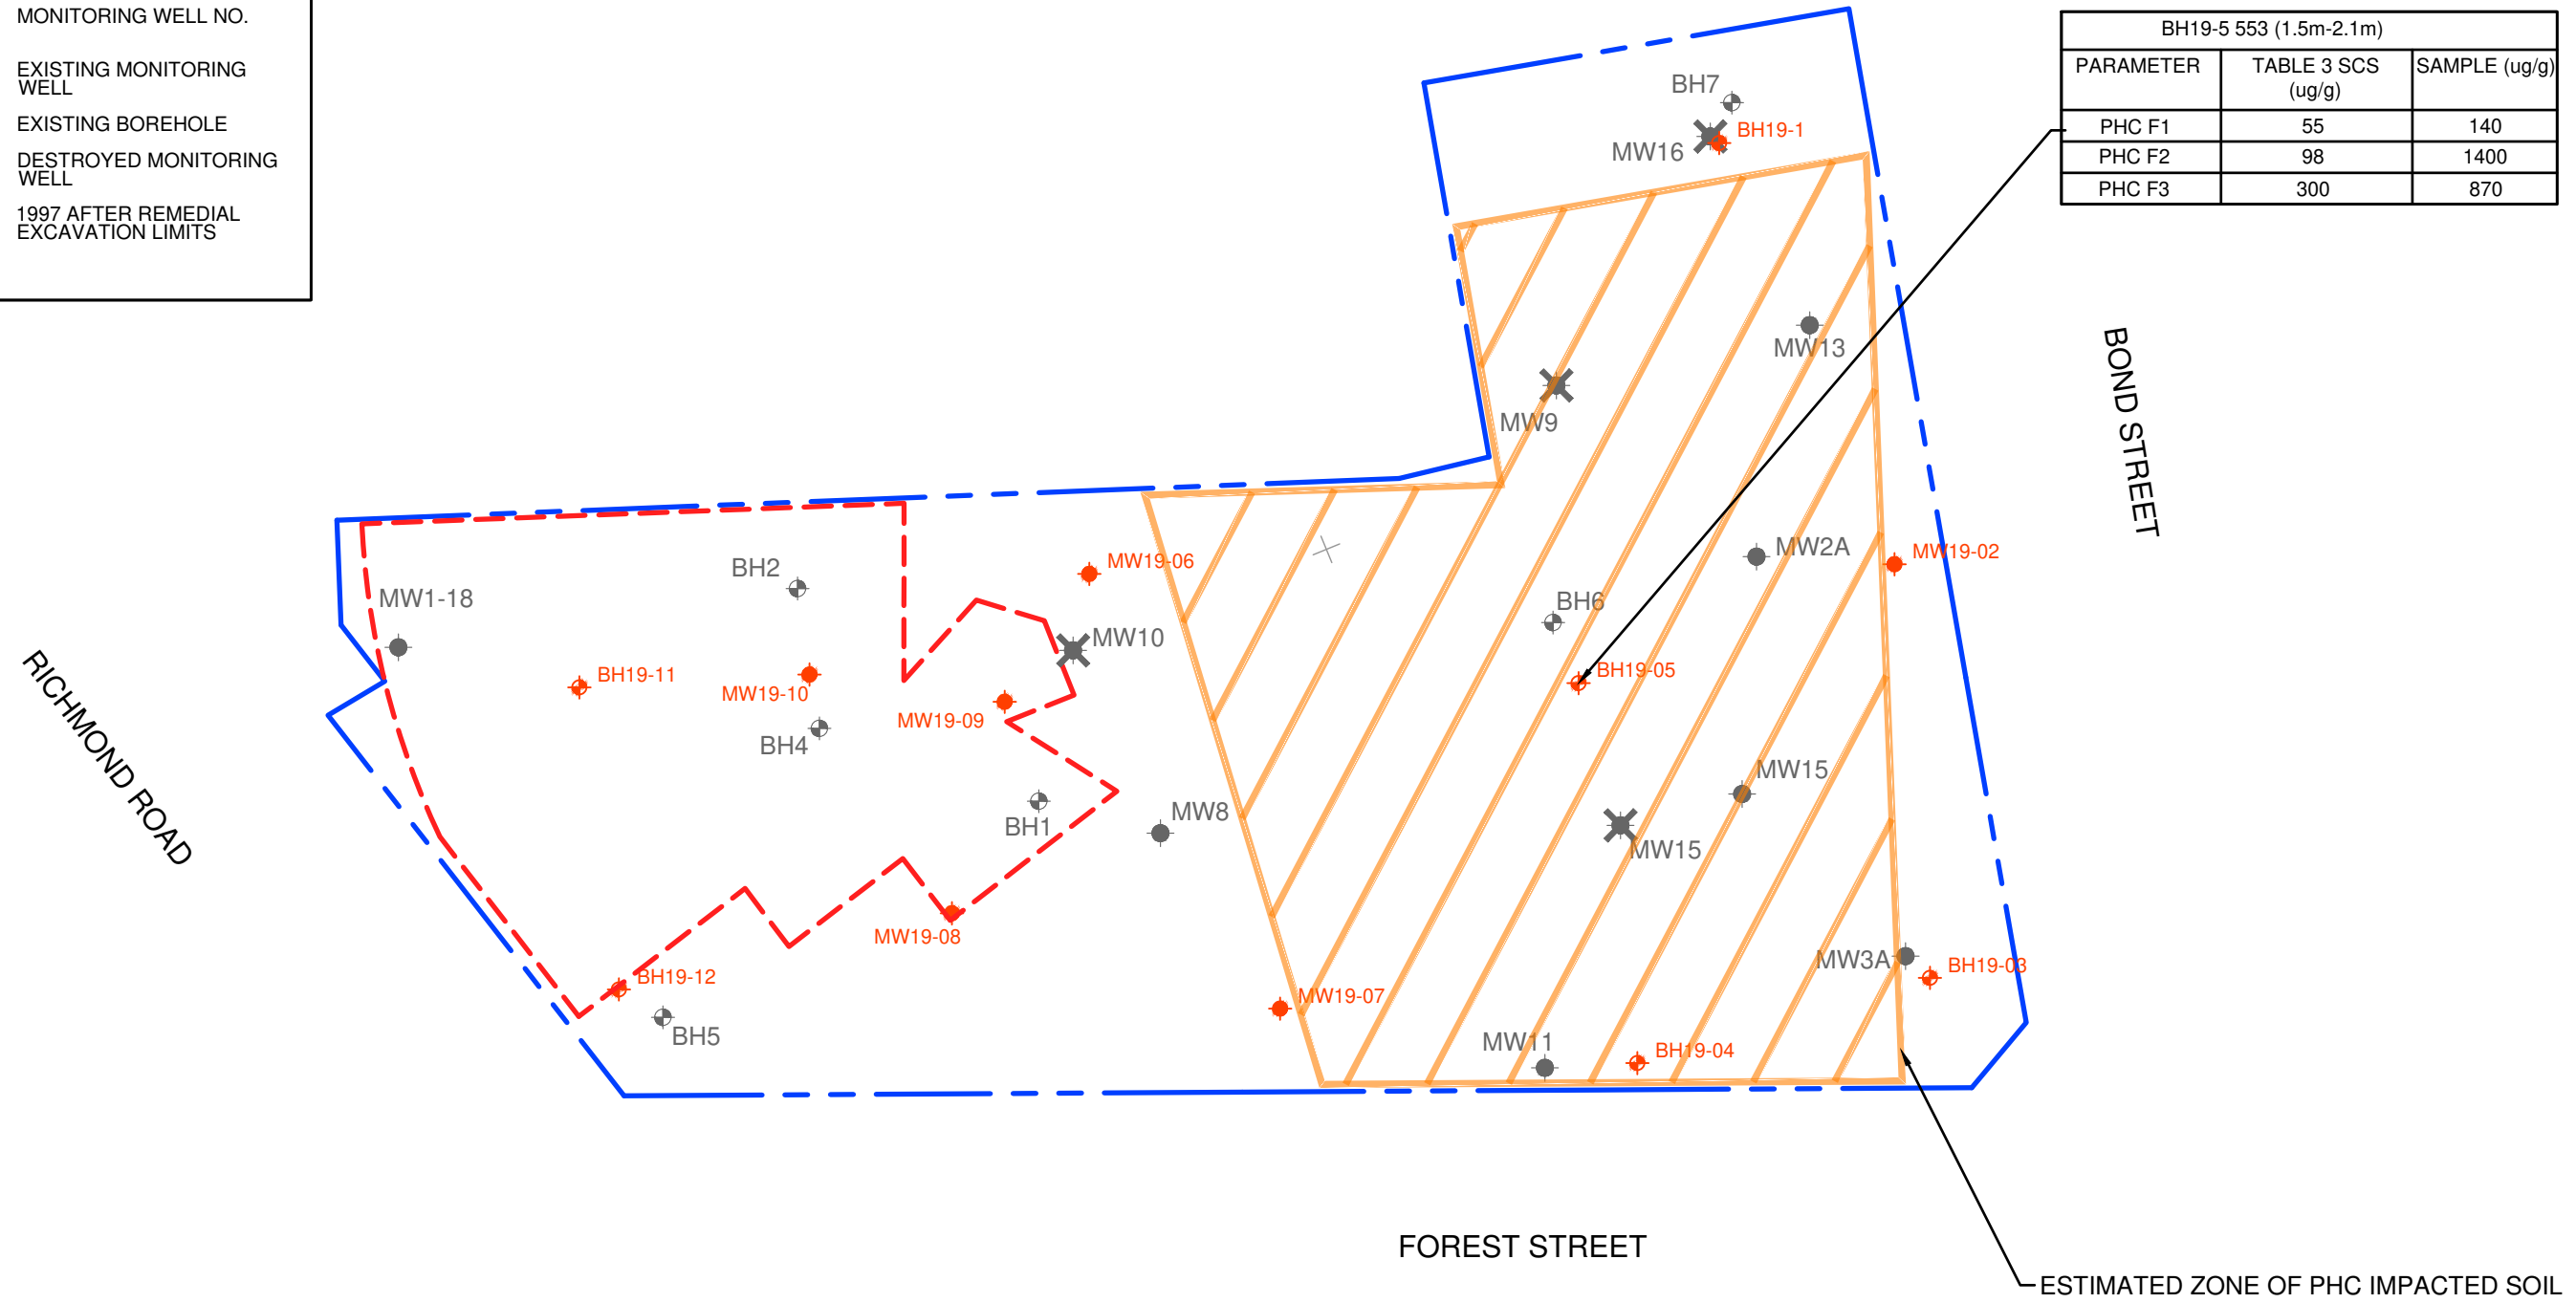 MONITORING WELL NO.
EXISTING MONITORING
WELL
EXISTING BOREHOLE
DESTROYED MONITORING
WELL
1997 AFTER REMEDIAL
EXCAVATION LIMITS
BH19-5 553 (1.5m-2.1m)
PARAMETER TABLE 3 SCS SAMPLE (ug/g)
(ug/g)
PHC F1 55 140
PHC F2 98 1400
PHC F3 300 870
BH7
BH19-1
MW16
MW13
MW9
BOND STREET
MW2A
MW19-02
MW19-06
BH2
MW1-18
BH6
MW10
BH19-05
BH19-11
MW19-10
MW19-09
BH4
RICHMOND ROAD
MW15
MW8
BH1
MW15
MW19-08
MW3A
BH19-03
BH19-12
MW19-07
BH5
MW11
BH19-04
FOREST STREET
ESTIMATED ZONE OF PHC IMPACTED SOIL